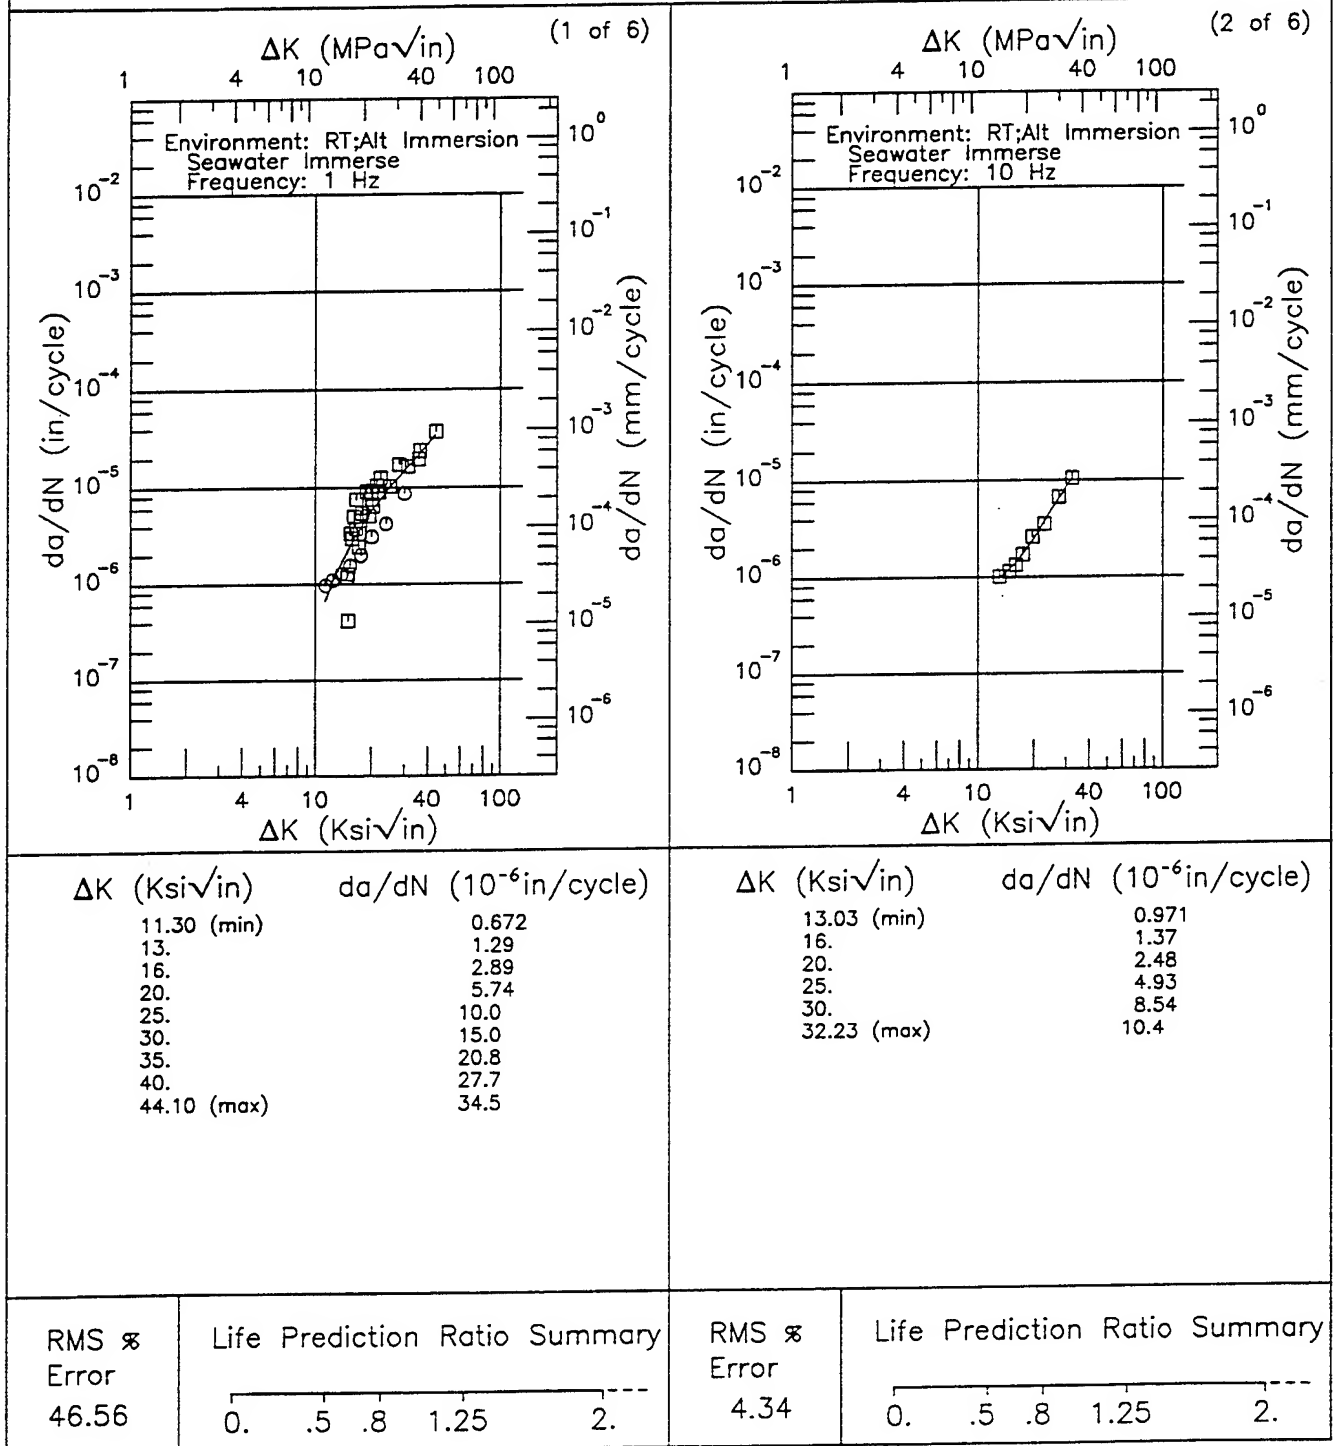 (1 of 6)
ΔK (MPa√in)
1 4 10 40 100
Environment: RT;Alt Immersion
Seawater Immerse
Frequency: 1 Hz
10⁻²
10⁻³
10⁻⁴
10⁻⁵
10⁻⁶
10⁻⁷
10⁻⁸
da/dN (in/cycle)
10⁰
10⁻¹
10⁻²
10⁻³
10⁻⁴
10⁻⁵
10⁻⁶
da/dN (mm/cycle)
1 4 10 40 100
ΔK (Ksi√in)
ΔK (Ksi√in) da/dN (10⁻⁶in/cycle)
11.30 (min) 0.672
13. 1.29
16. 2.89
20. 5.74
25. 10.0
30. 15.0
35. 20.8
40. 27.7
44.10 (max) 34.5
RMS %
Error
46.56
Life Prediction Ratio Summary
0. .5 .8 1.25 2.
(2 of 6)
ΔK (MPa√in)
1 4 10 40 100
Environment: RT;Alt Immersion
Seawater Immerse
Frequency: 10 Hz
10⁻²
10⁻³
10⁻⁴
10⁻⁵
10⁻⁶
10⁻⁷
10⁻⁸
da/dN (in/cycle)
10⁰
10⁻¹
10⁻²
10⁻³
10⁻⁴
10⁻⁵
10⁻⁶
da/dN (mm/cycle)
1 4 10 40 100
ΔK (Ksi√in)
ΔK (Ksi√in) da/dN (10⁻⁶in/cycle)
13.03 (min) 0.971
16. 1.37
20. 2.48
25. 4.93
30. 8.54
32.23 (max) 10.4
RMS %
Error
4.34
Life Prediction Ratio Summary
0. .5 .8 1.25 2.